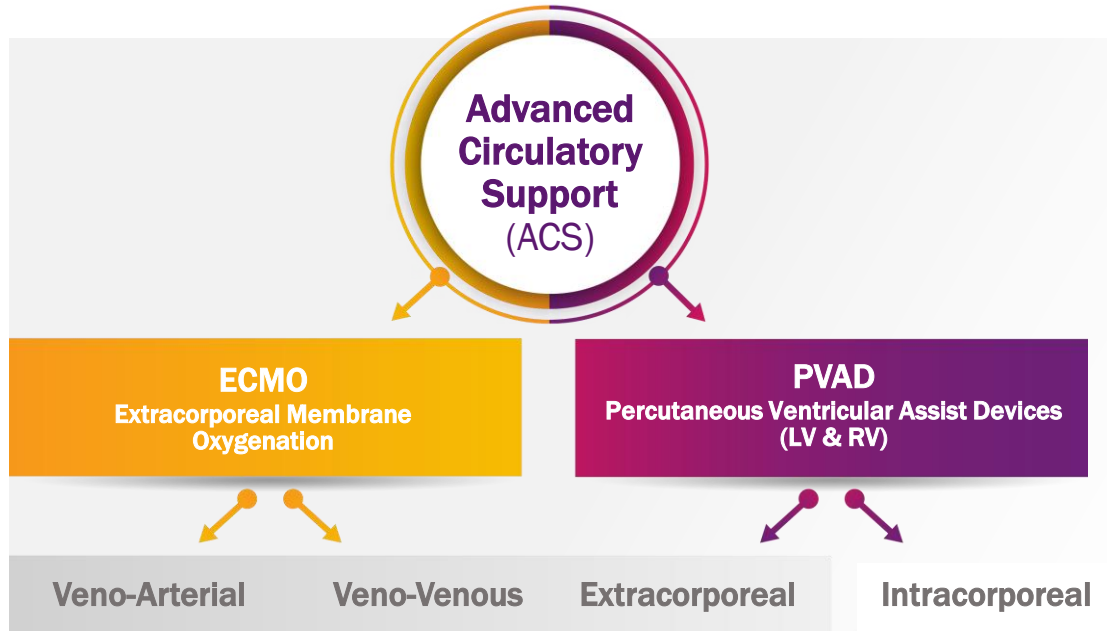 Advanced
Circulatory
Support
(ACS)
ECMO
Extracorporeal Membrane
Oxygenation
PVAD
Percutaneous Ventricular Assist Devices
(LV & RV)
Veno-Arterial
Veno-Venous
Extracorporeal
Intracorporeal